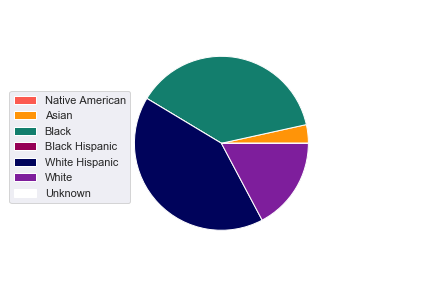 Native American
Asian
Black
Black Hispanic
White Hispanic
White
Unknown